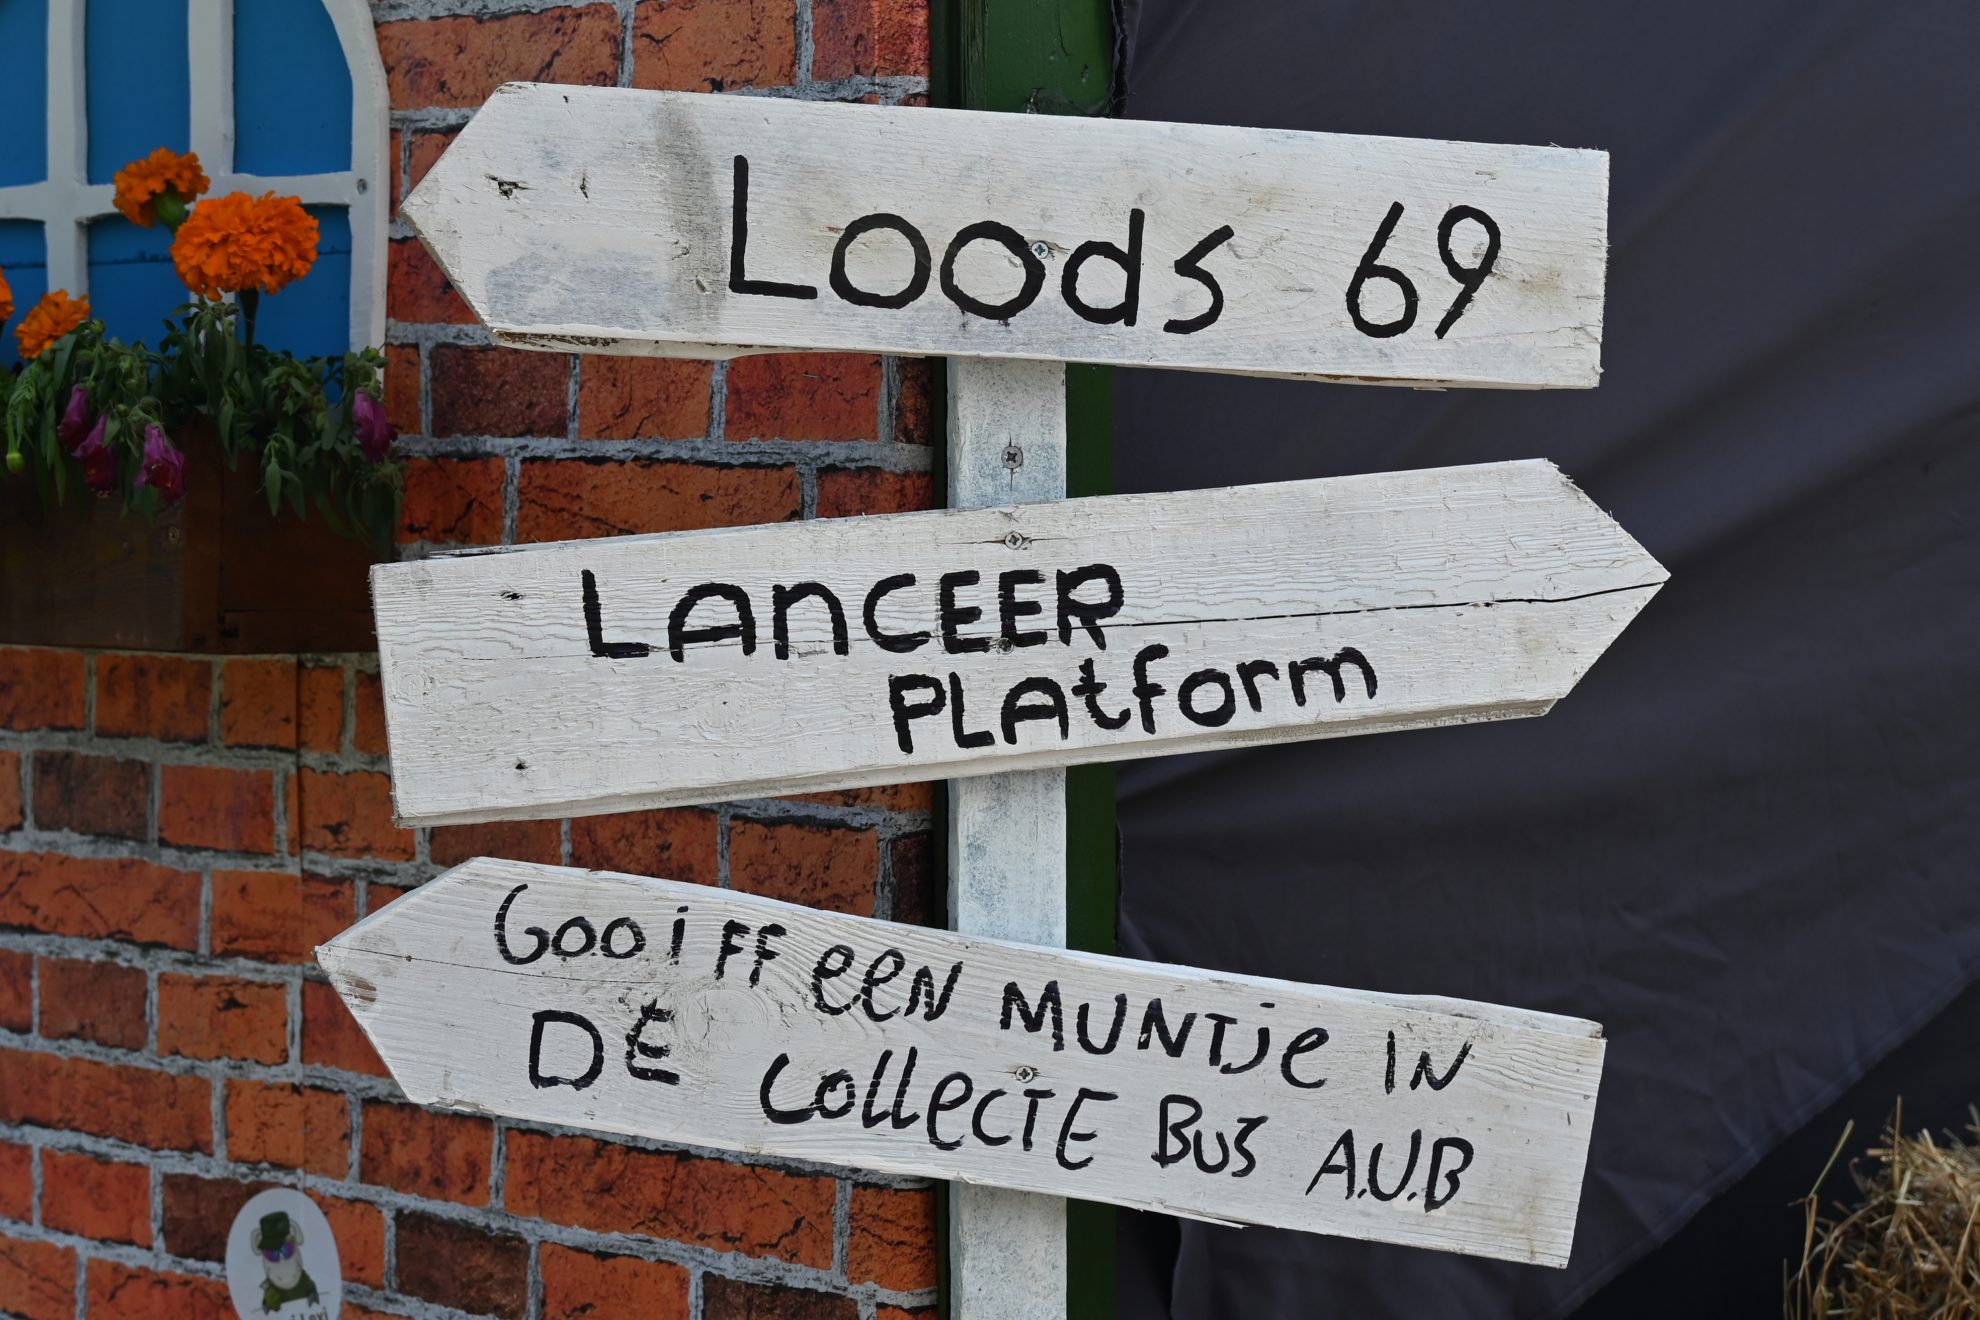 Loods 69
LANCEER
PLAtform
Gooi FF eeN MUNTje IN
DE collecTE Bus A.U.B